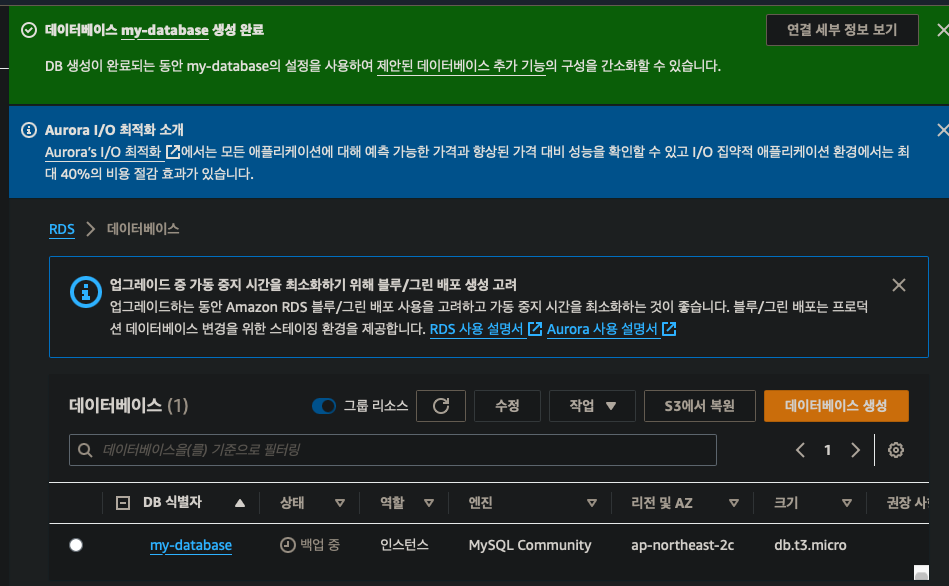 데이터베이스 my-database 생성 완료
연결 세부 정보 보기
DB 생성이 완료되는 동안 my-database의 설정을 사용하여 제안된 데이터베이스 추가 기능의 구성을 간소화할 수 있습니다.
Aurora I/O 최적화 소개
Aurora's I/O 최적화 에서는 모든 애플리케이션에 대해 예측 가능한 가격과 향상된 가격 대비 성능을 확인할 수 있고 I/O 집약적 애플리케이션 환경에서는 최
대 40%의 비용 절감 효과가 있습니다.
RDS > 데이터베이스
업그레이드 중 가동 중지 시간을 최소화하기 위해 블루/그린 배포 생성 고려
업그레이드하는 동안 Amazon RDS 블루/그린 배포 사용을 고려하고 가동 중지 시간을 최소화하는 것이 좋습니다. 블루/그린 배포는 프로덕
션 데이터베이스 변경을 위한 스테이징 환경을 제공합니다. RDS 사용 설명서 Aurora 사용 설명서
데이터베이스 (1) 그룹 리소스 수정 작업 S3에서 복원 데이터베이스 생성
데이터베이스을(를) 기준으로 필터링
1
DB 식별자 상태 역할 엔진 리전 및 AZ 크기 권장
my-database 백업 중 인스턴스 MySQL Community ap-northeast-2c db.t3.micro